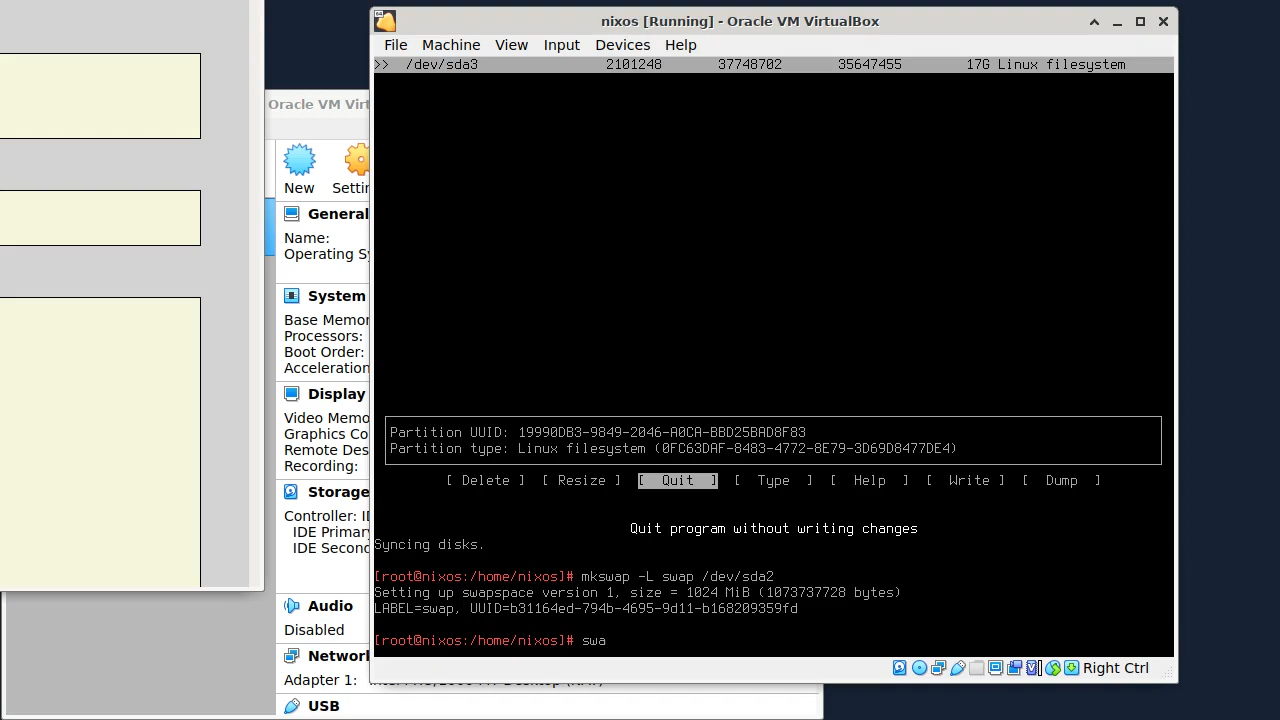 nixos [Running] - Oracle VM VirtualBox
File Machine View Input Devices Help
>> /dev/sda3 2101248 37748702 35647455 17G Linux filesystem
Oracle VM Virt
New Settin
General
Name:
Operating Sy
System
Base Memor
Processors:
Boot Order:
Acceleration
Display
Video Memo
Graphics Co
Remote Des
Recording:
Storage
Controller: ID
IDE Primary
IDE Second
Audio
Disabled
Network
Adapter 1:
USB
Partition UUID: 19990DB3-9849-2046-A0CA-BBD25BAD8F83
Partition type: Linux filesystem (0FC63DAF-8483-4772-8E79-3D69D8477DE4)
[ Delete ] [ Resize ] [ Quit ] [ Type ] [ Help ] [ Write ] [ Dump ]
Quit program without writing changes
Syncing disks.
[root@nixos:/home/nixos]# mkswap -L swap /dev/sda2
Setting up swapspace version 1, size = 1024 MiB (1073737728 bytes)
LABEL=swap, UUID=b31164ed-794b-4695-9d11-b168209359fd
[root@nixos:/home/nixos]# swa
Right Ctrl